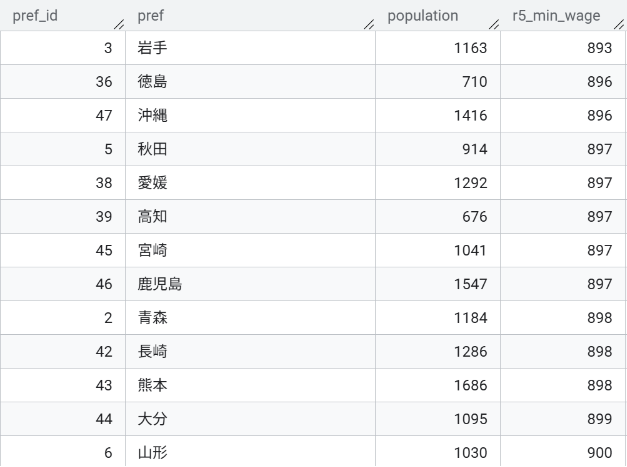 pref_id pref population r5_min_wage
3 岩手 1163 893
36 徳島 710 896
47 沖縄 1416 896
5 秋田 914 897
38 愛媛 1292 897
39 高知 676 897
45 宮崎 1041 897
46 鹿児島 1547 897
2 青森 1184 898
42 長崎 1286 898
43 熊本 1686 898
44 大分 1095 899
6 山形 1030 900